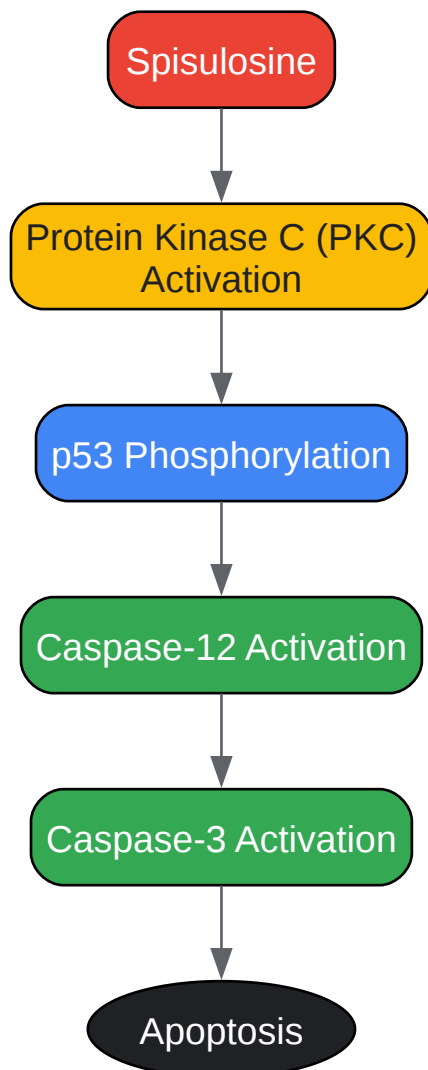 Spisulosine
Protein Kinase C (PKC)
Activation
p53 Phosphorylation
Caspase-12 Activation
Caspase-3 Activation
Apoptosis